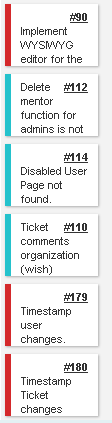 #90
Implement
WYSIWYG
editor for the
Delete #112
mentor
function for
admins is not
#114
Disabled User
Page not
found.
Ticket #110
comments
organization
(wish)
#179
Timestamp
user
changes.
#180
Timestamp
Ticket
changes